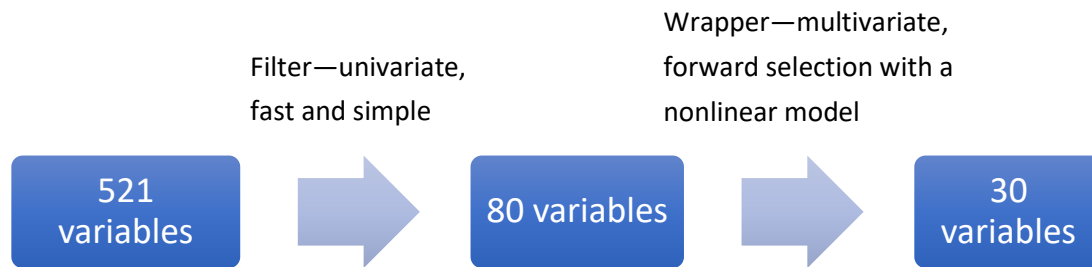 Filter—univariate,
fast and simple
Wrapper—multivariate,
forward selection with a
nonlinear model
521
variables
80 variables
30
variables